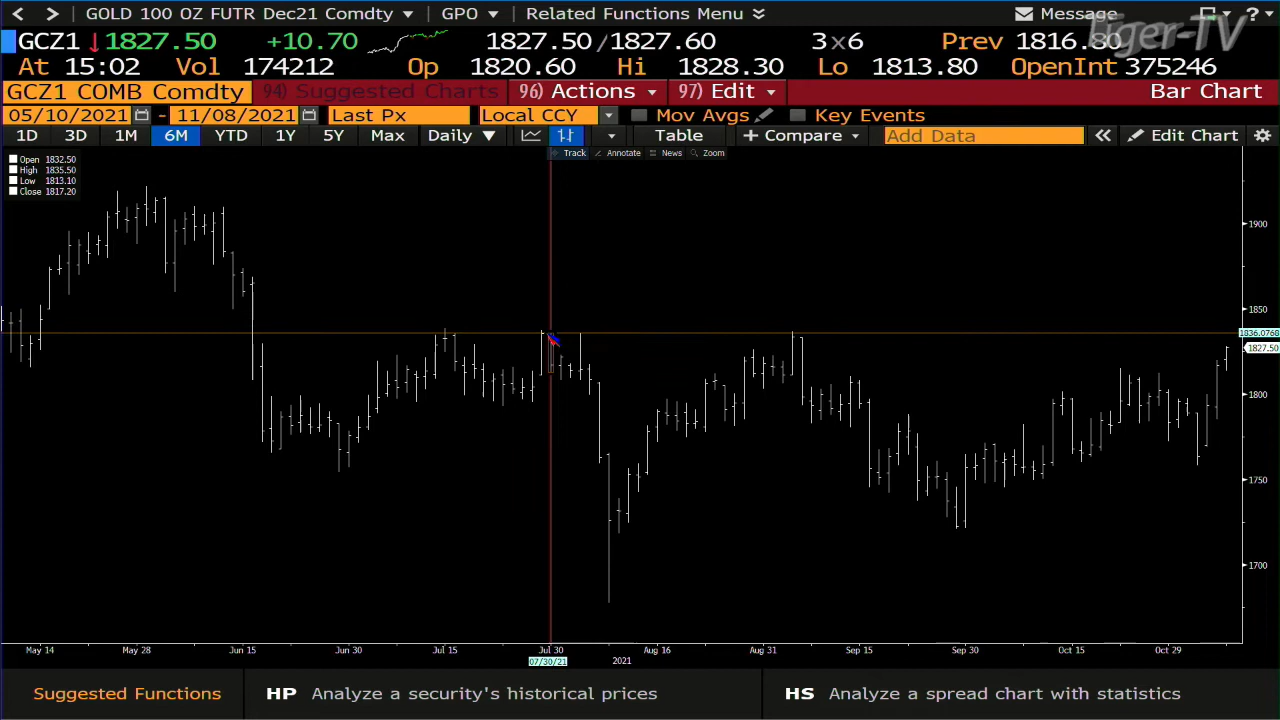 GOLD 100 OZ FUTR Dec21 Comdty GPO Related Functions Menu Message ?
Tiger-TV
GCZ1 1827.50 +10.70 1827.50/1827.60 3x6 Prev 1816.80
At 15:02 Vol 174212 Op 1820.60 Hi 1828.30 Lo 1813.80 OpenInt 375246
GCZ1 COMB Comdty 94) Suggested Charts 96) Actions 97) Edit Bar Chart
05/10/2021 - 11/08/2021 Last Px Local CCY Mov Avgs Key Events
1D 3D 1M 6M YTD 1Y 5Y Max Daily Table + Compare Add Data « Edit Chart
Track Annotate News Zoom
Open 1832.50
High 1835.50
Low 1813.10
Close 1817.20
1900
1850
1836.0768
1827.50
1800
1750
1700
May 14 May 28 Jun 15 Jun 30 Jul 15 Jul 30 Aug 16 Aug 31 Sep 15 Sep 30 Oct 15 Oct 29
07/30/21 2021
Suggested Functions HP Analyze a security's historical prices HS Analyze a spread chart with statistics